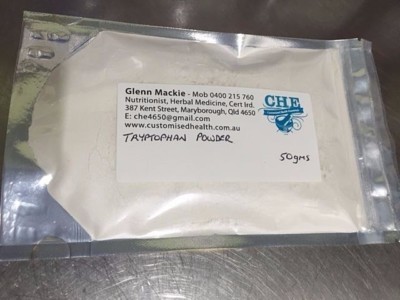 Glenn Mackie - Mob 0400 215 760
Nutritionist, Herbal Medicine, Cert Irid.
387 Kent Street, Maryborough, Qld 4650
E: che4650@gmail.com
www.customisedhealth.com.au
CHE
TRYPTOPHAN POWDER
50gms